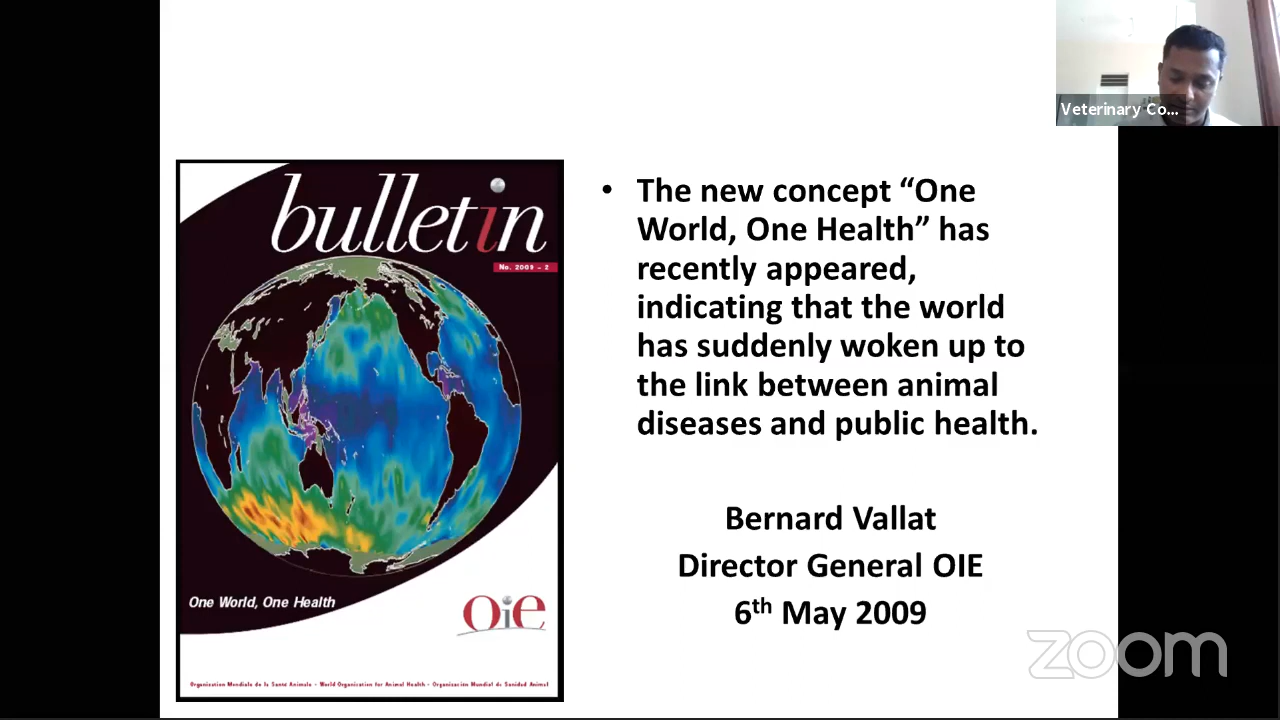 Veterinary Co...
bulletin
No. 2009 - 2
One World, One Health
Oie
Organisation Mondiale de la Santé Animale - World Organisation for Animal Health - Organización Mundial de Sanidad Animal
• The new concept “One
World, One Health” has
recently appeared,
indicating that the world
has suddenly woken up to
the link between animal
diseases and public health.
Bernard Vallat
Director General OIE
6th May 2009
zoom